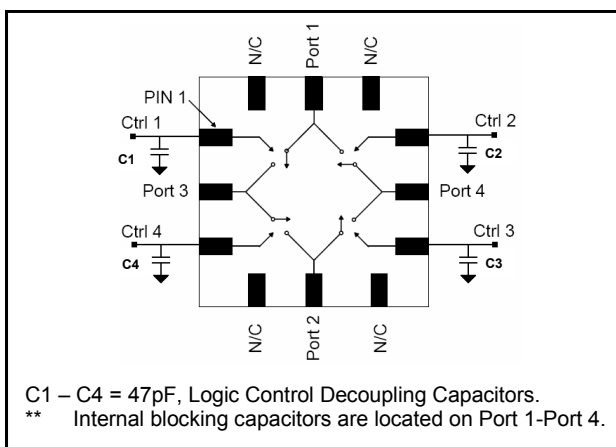 N/C
Port 1
N/C
PIN 1
Ctrl 1
Ctrl 2
C1
C2
Port 3
Port 4
Ctrl 4
Ctrl 3
C4
C3
N/C
Port 2
N/C
C1 – C4 = 47pF, Logic Control Decoupling Capacitors.
** Internal blocking capacitors are located on Port 1-Port 4.